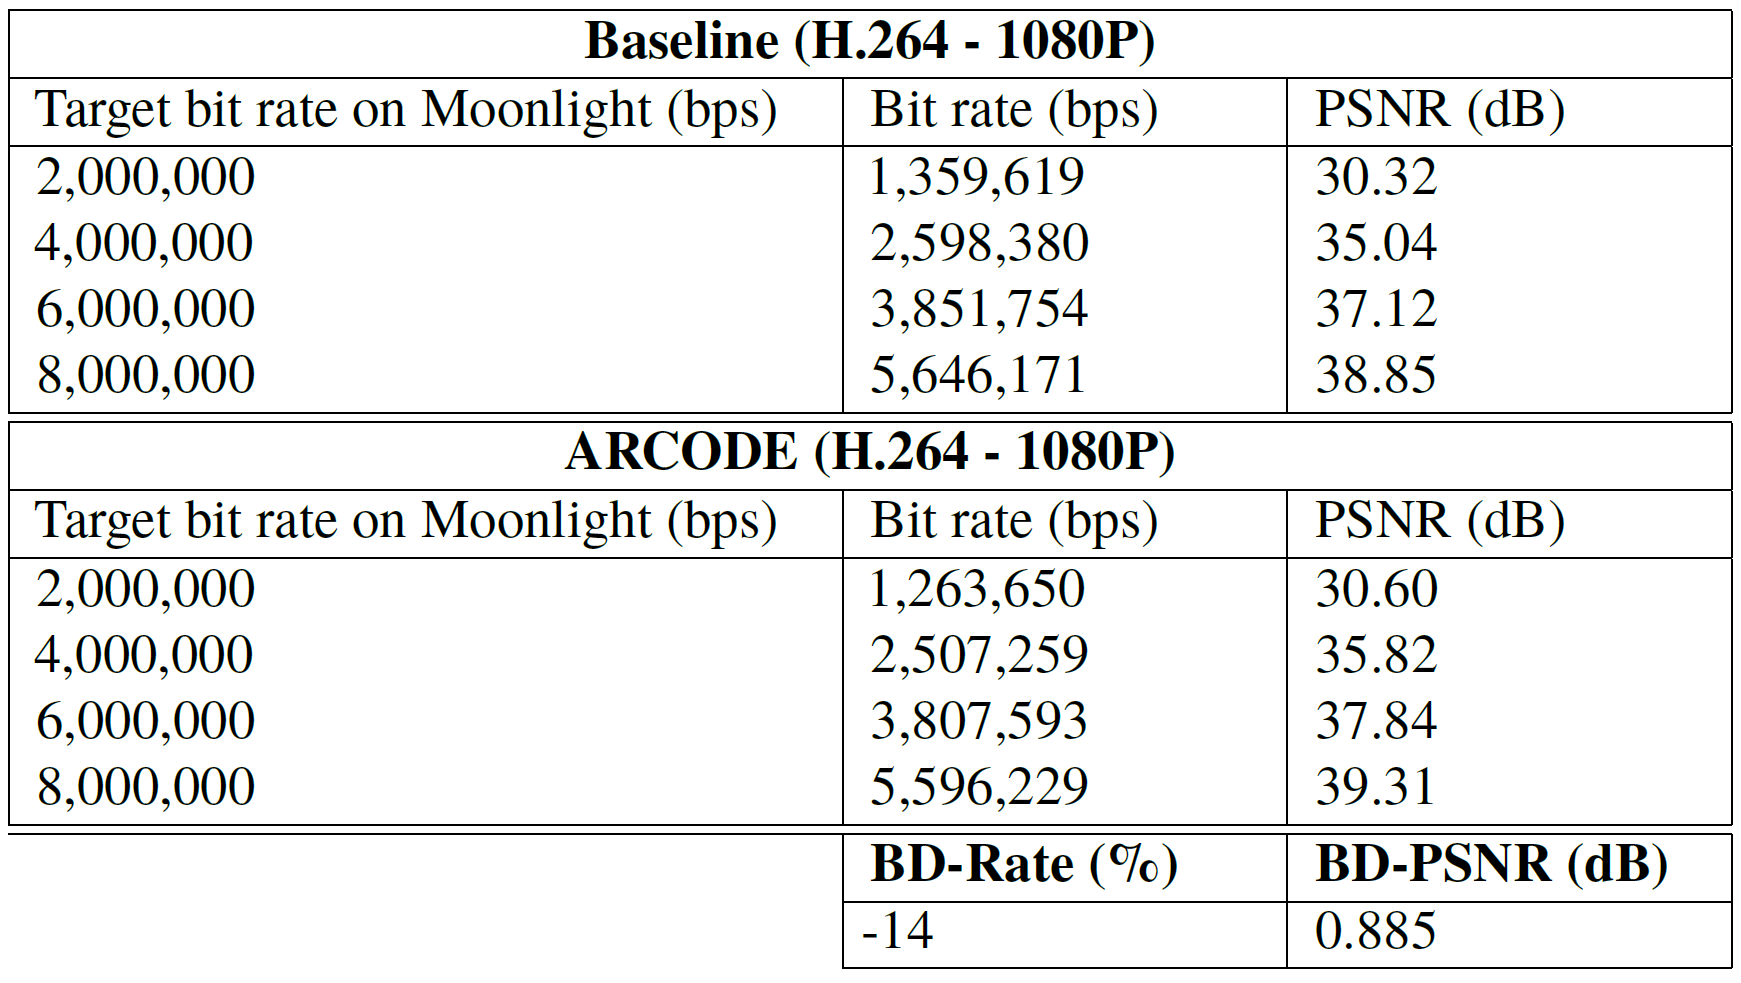 Baseline (H.264 - 1080P)
Target bit rate on Moonlight (bps) Bit rate (bps) PSNR (dB)
2,000,000 1,359,619 30.32
4,000,000 2,598,380 35.04
6,000,000 3,851,754 37.12
8,000,000 5,646,171 38.85
ARCODE (H.264 - 1080P)
Target bit rate on Moonlight (bps) Bit rate (bps) PSNR (dB)
2,000,000 1,263,650 30.60
4,000,000 2,507,259 35.82
6,000,000 3,807,593 37.84
8,000,000 5,596,229 39.31
BD-Rate (%) BD-PSNR (dB)
-14 0.885